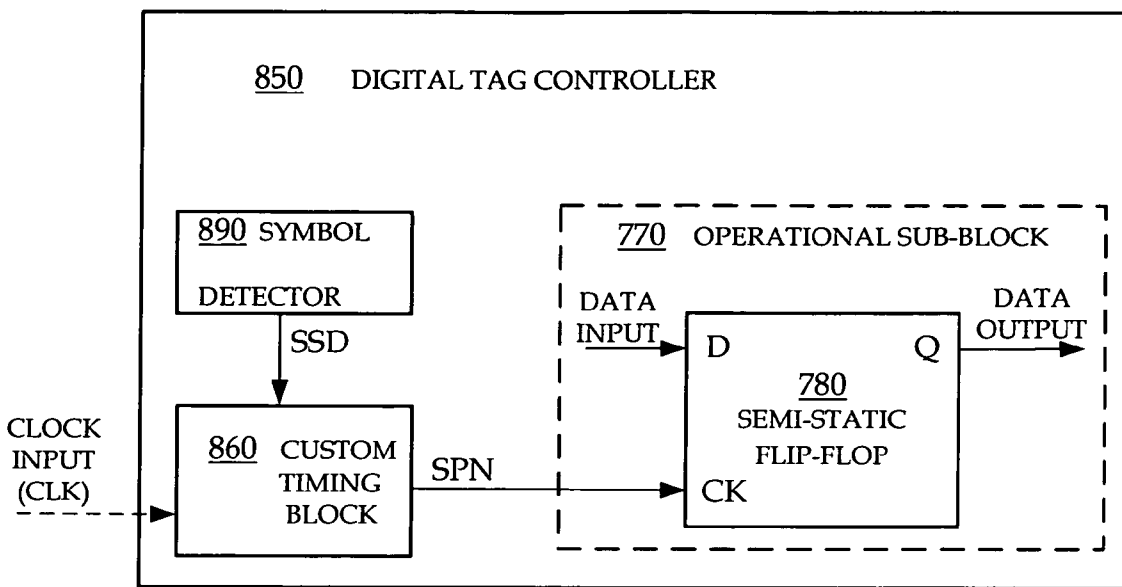 850 DIGITAL TAG CONTROLLER
890 SYMBOL
DETECTOR
SSD
770 OPERATIONAL SUB-BLOCK
DATA
INPUT
DATA
OUTPUT
D
Q
780
SEMI-STATIC
FLIP-FLOP
CK
CLOCK
INPUT
(CLK)
860 CUSTOM
TIMING
BLOCK
SPN